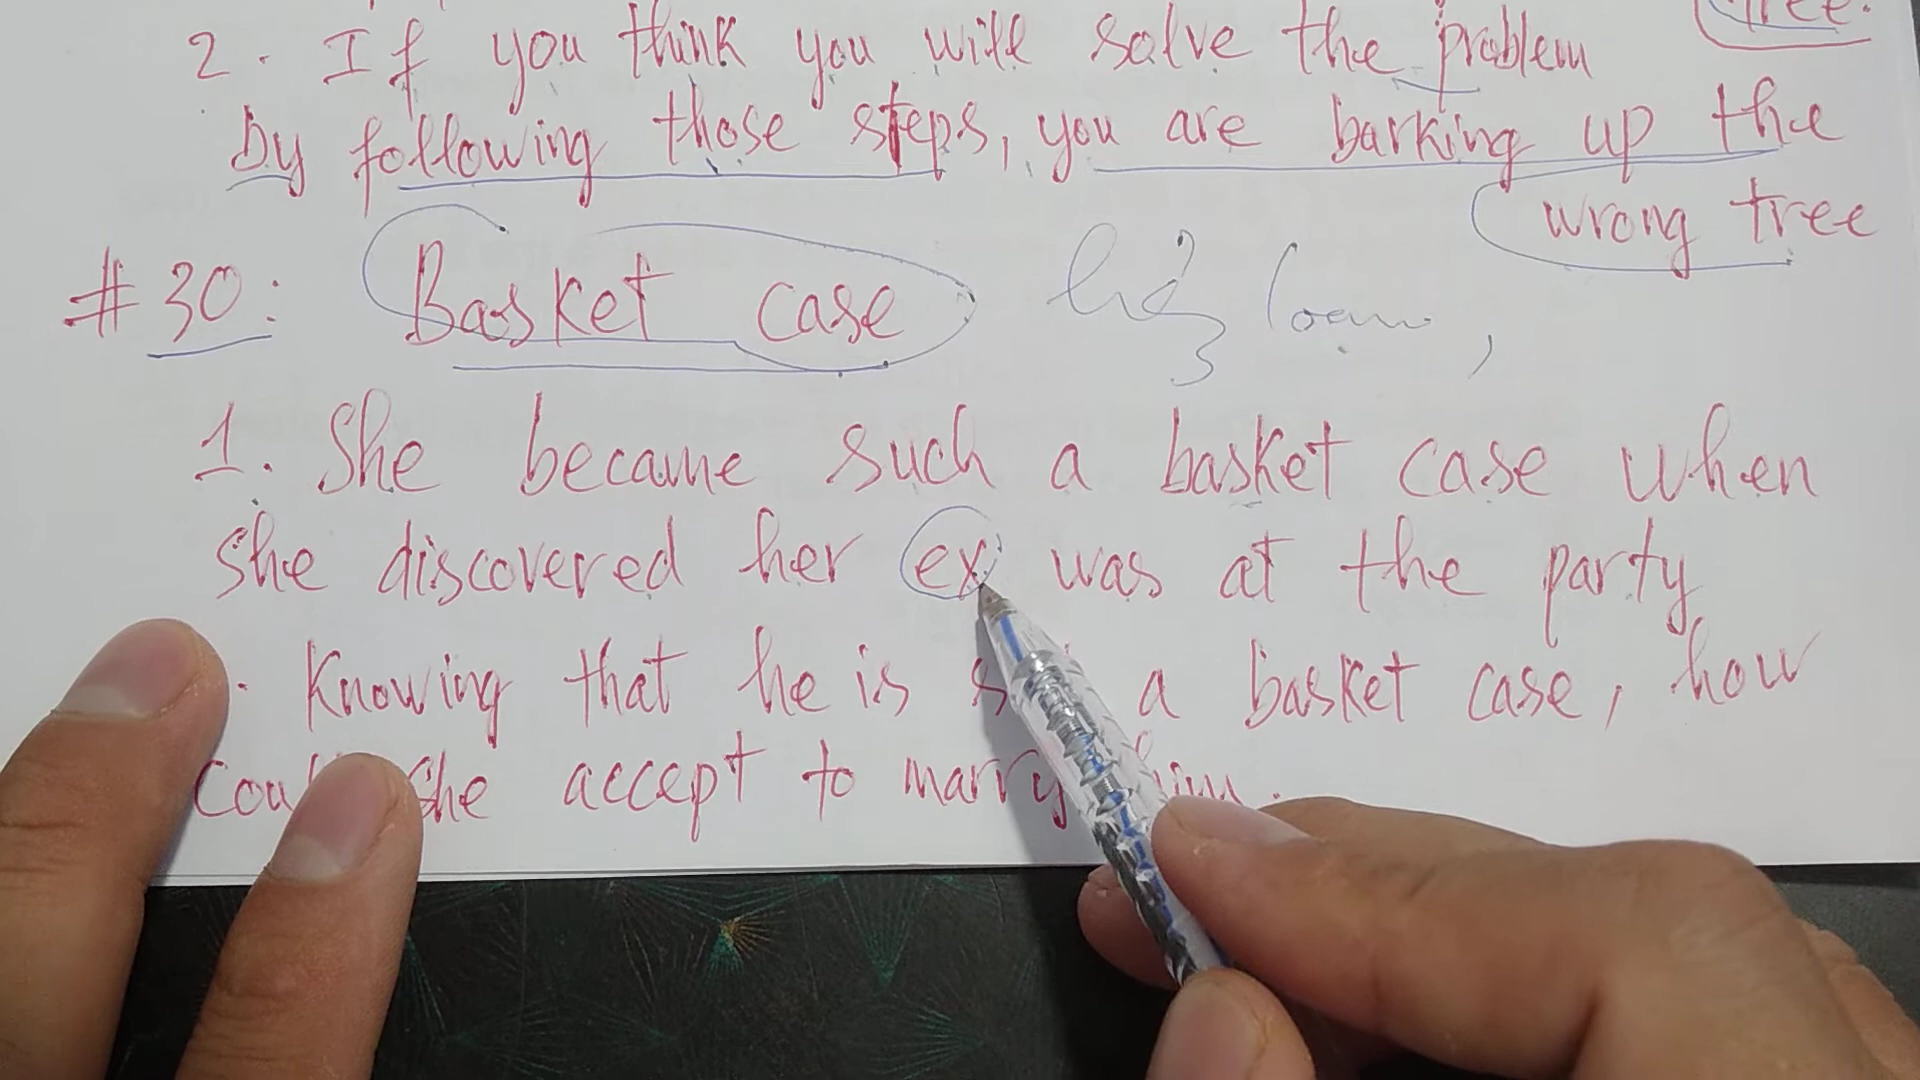 tree.
2. If you think you will solve the problem
by following those steps, you are barking up the
wrong tree
#30: Basket case
1. She became such a basket case when
she discovered her ex was at the party
. Knowing that he is a basket case, how
she accept to marry him.